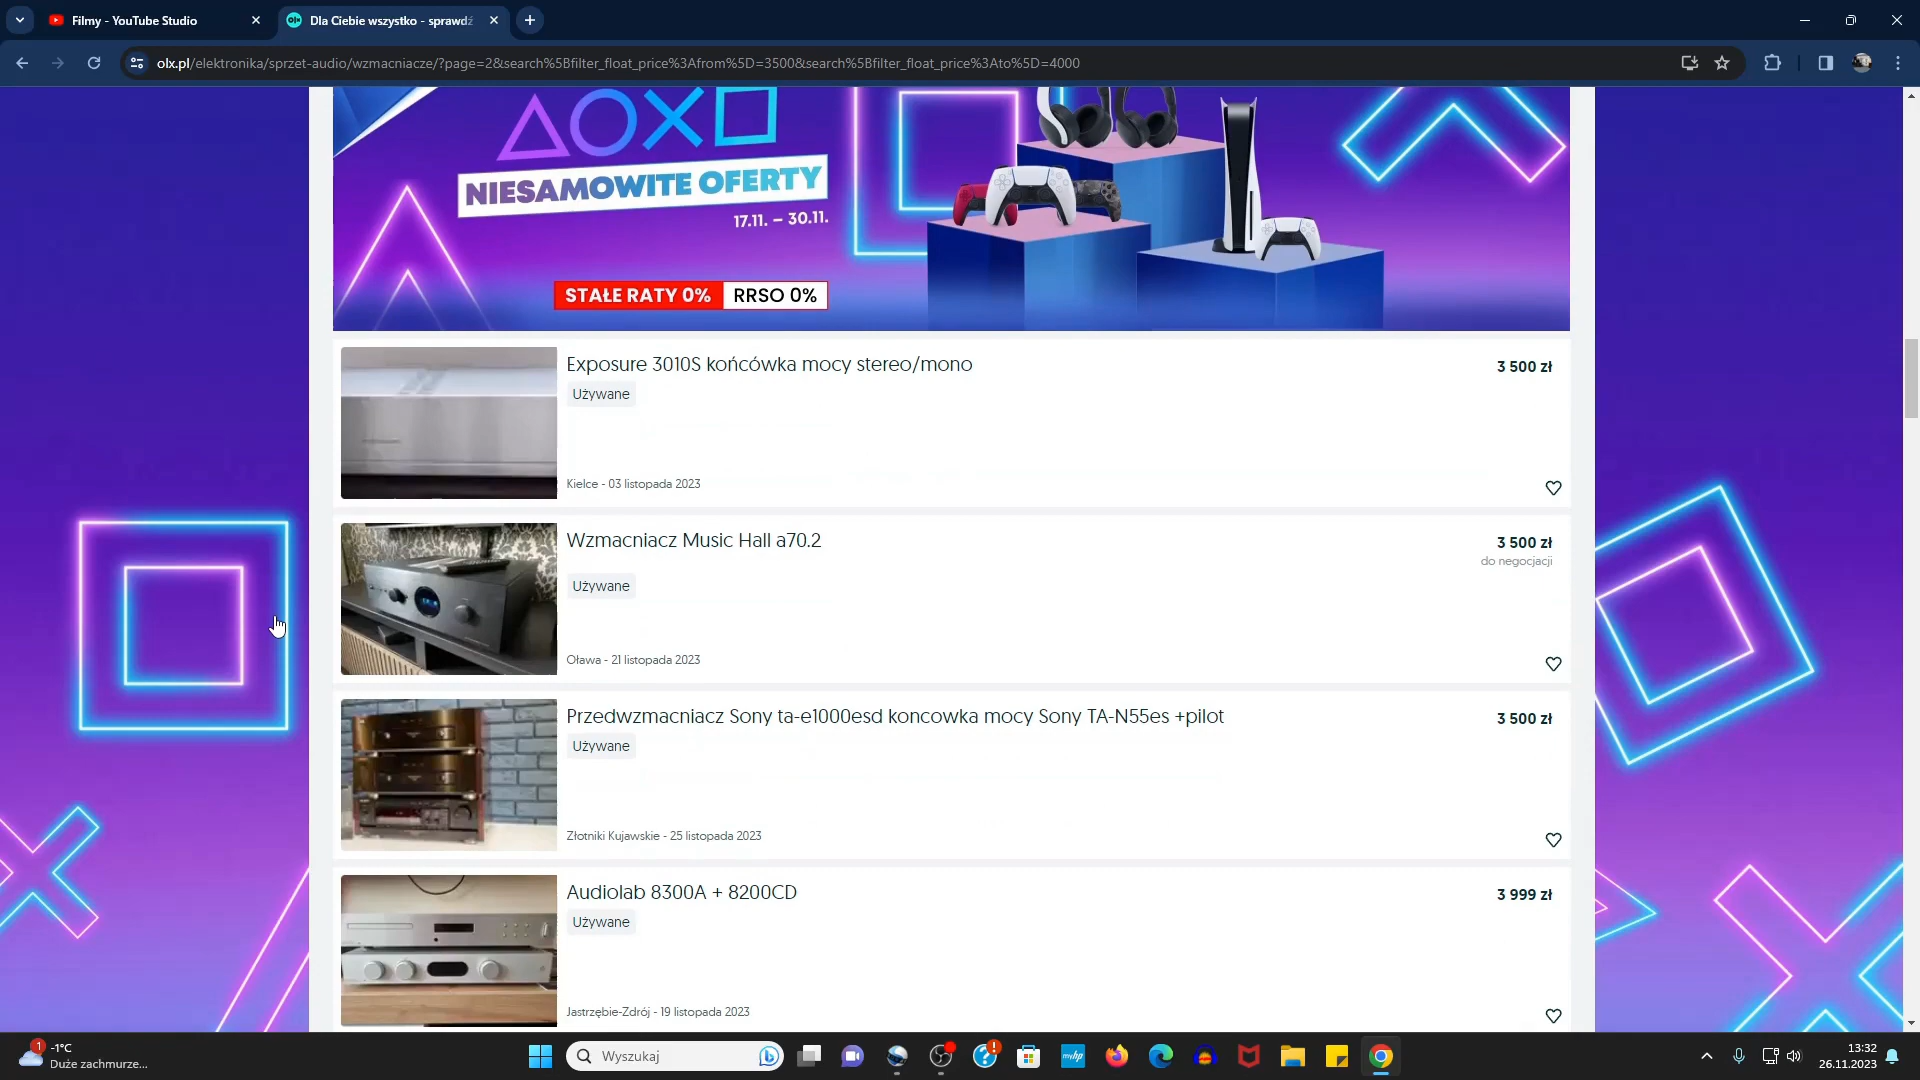 Filmy - YouTube Studio
Dla Ciebie wszystko - sprawdź
olx.pl/elektronika/sprzet-audio/wzmacniacze/?page=2&search%5Bfilter_float_price%3Afrom%5D=3500&search%5Bfilter_float_price%3Ato%5D=4000
NIESAMOWITE OFERTY
17.11. – 30.11.
STAŁE RATY 0% RRSO 0%
Exposure 3010S końcówka mocy stereo/mono
3 500 zł
Używane
Kielce - 03 listopada 2023
Wzmacniacz Music Hall a70.2
3 500 zł
do negocjacji
Używane
Oława - 21 listopada 2023
Przedwzmacniacz Sony ta-e1000esd koncowka mocy Sony TA-N55es +pilot
3 500 zł
Używane
Złotniki Kujawskie - 25 listopada 2023
Audiolab 8300A + 8200CD
3 999 zł
Używane
Jastrzębie-Zdrój - 19 listopada 2023
1
-1°C
Duże zachmurze...
Wyszukaj
myhp
13:32
26.11.2023